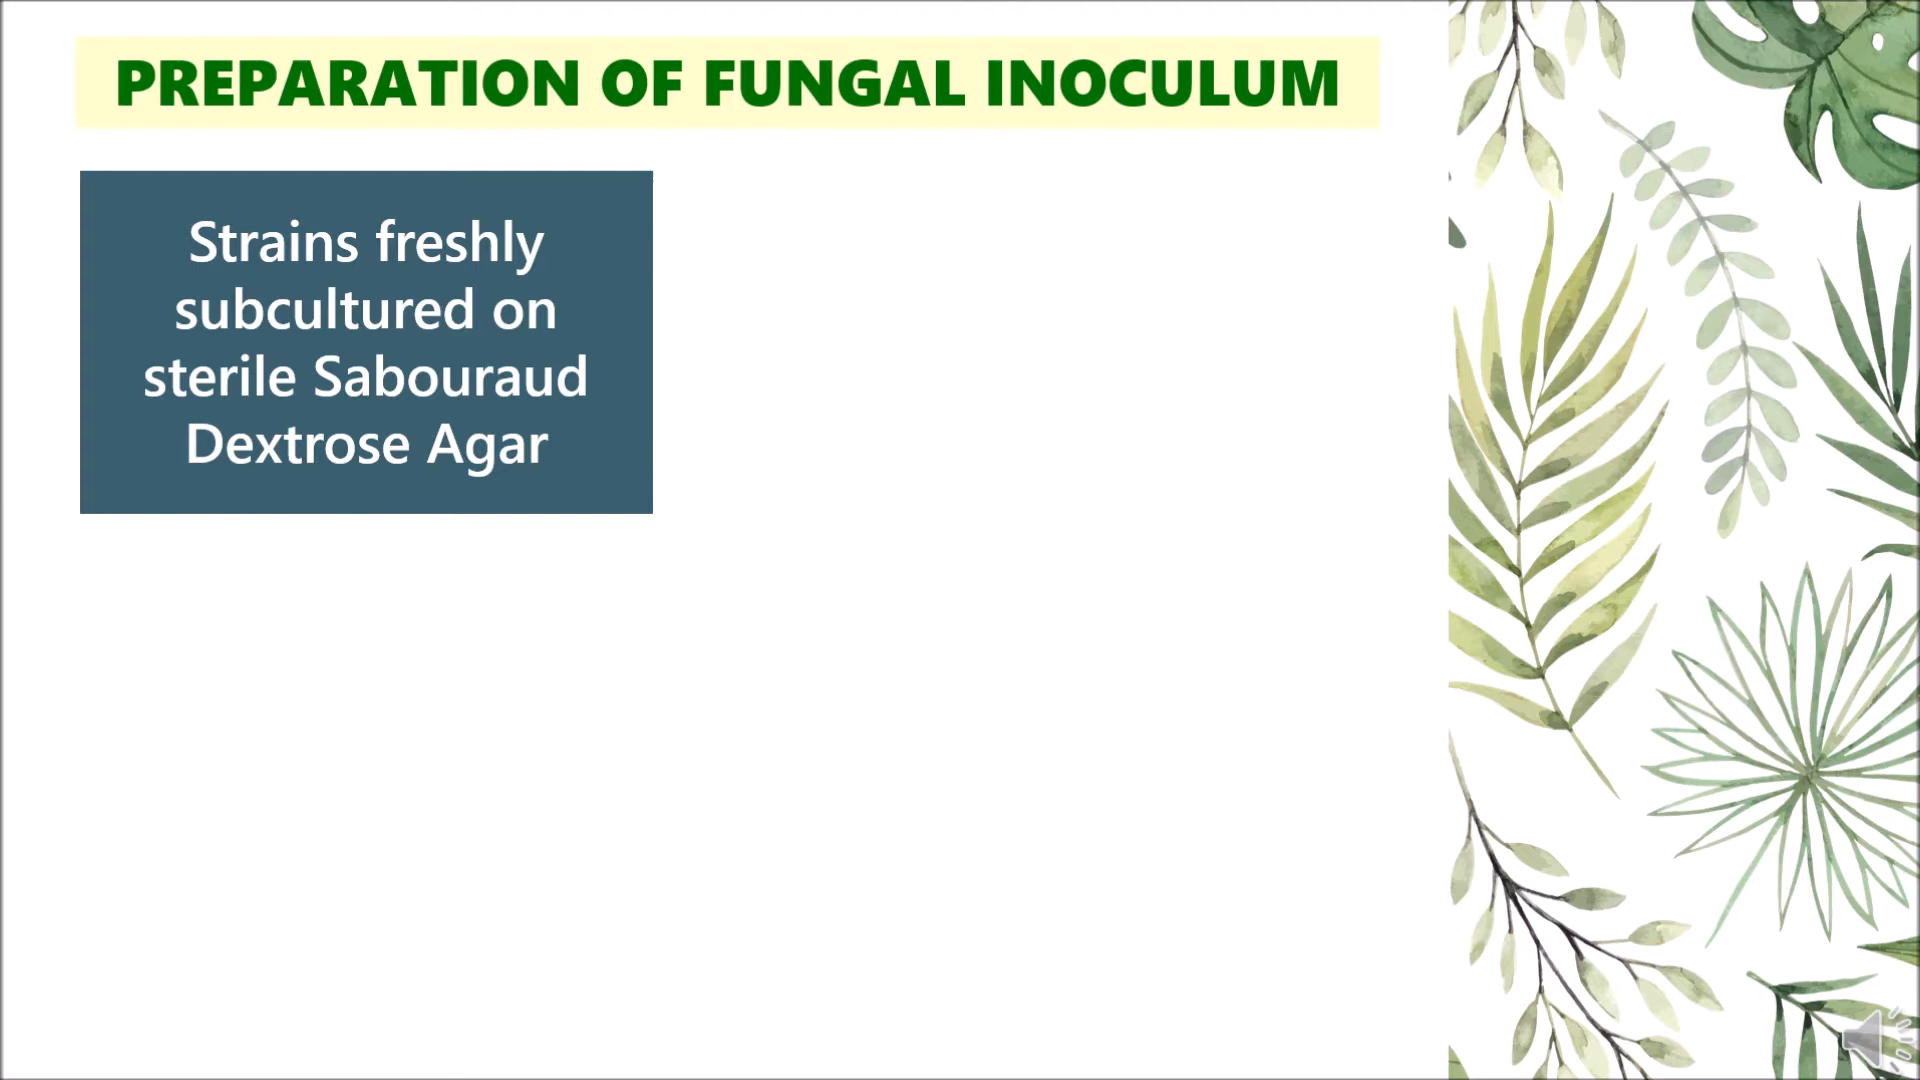 PREPARATION OF FUNGAL INOCULUM
Strains freshly
subcultured on
sterile Sabouraud
Dextrose Agar